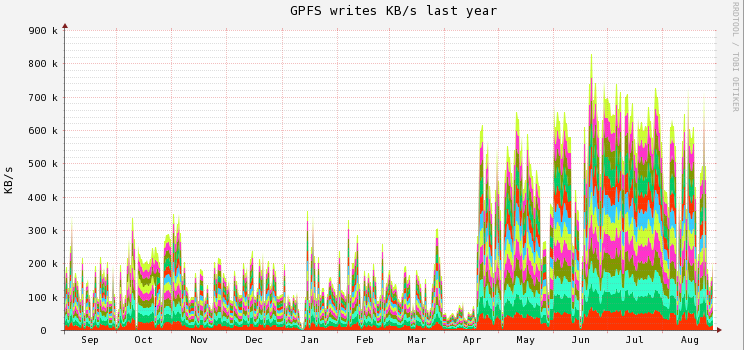 GPFS writes KB/s last year
RRDTOOL / TOBI OETIKER
KB/s
900 k
800 k
700 k
600 k
500 k
400 k
300 k
200 k
100 k
0
Sep Oct Nov Dec Jan Feb Mar Apr May Jun Jul Aug